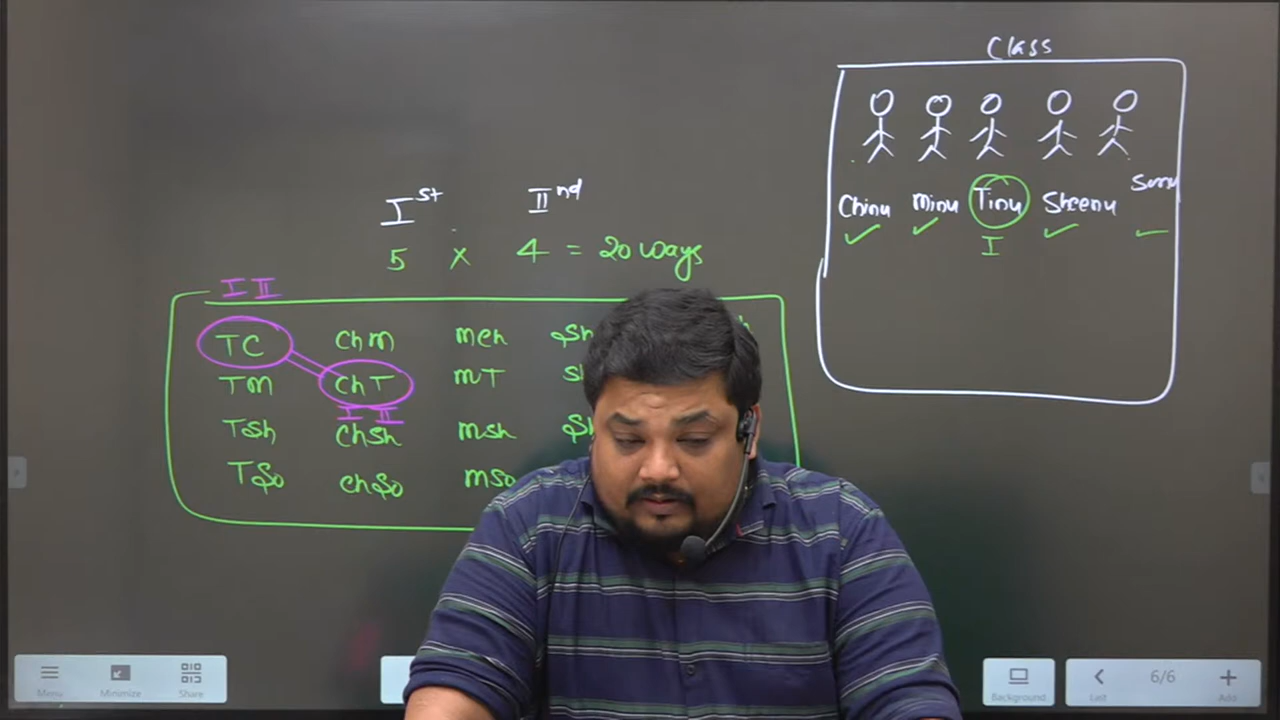 Class
Chinu Minu Tinu Sheenu
I
Ist IInd
5 x 4 = 20 ways
I II
TC chm mch
TM chT mT
I II
Tsh chsh msh
TSo chSo mso
Menu Minimize Share
Background Last 6/6 Add